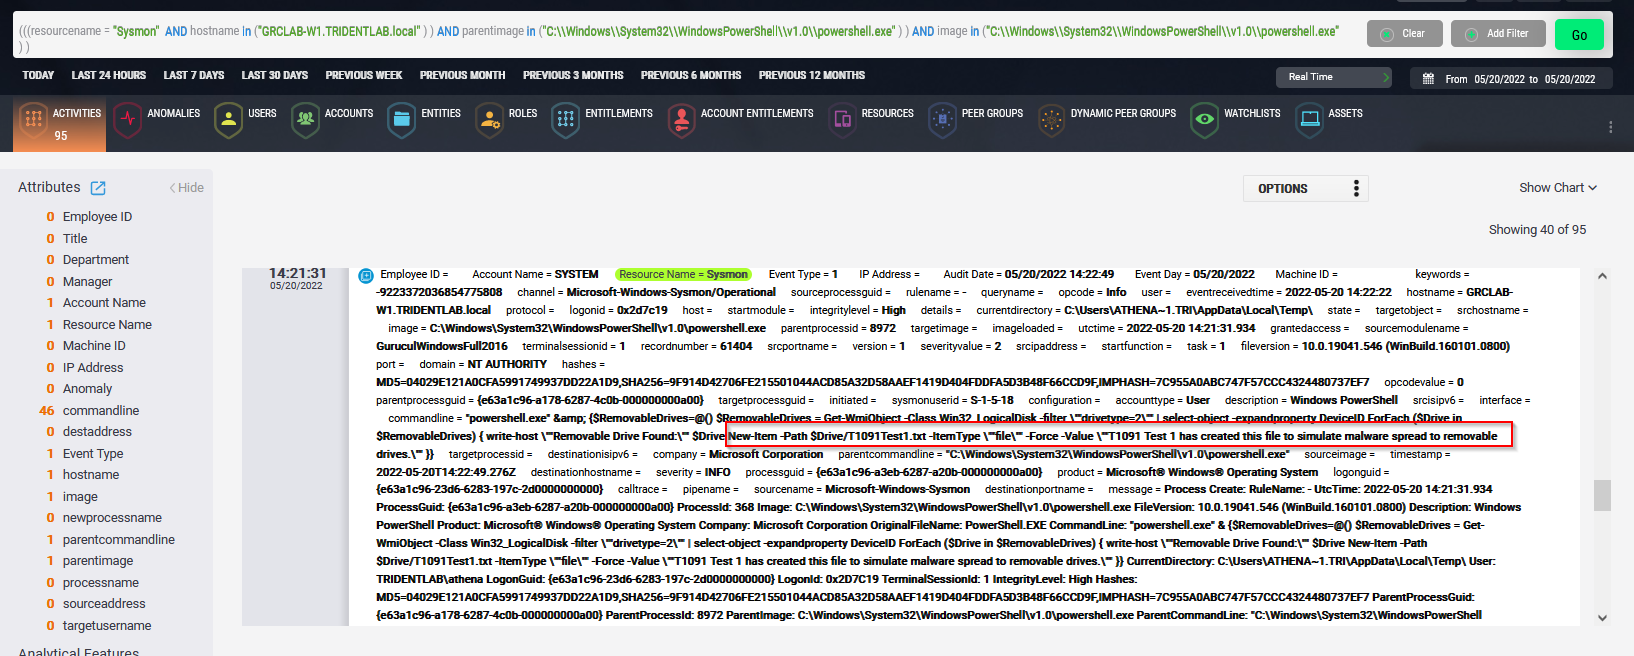 (((resourcename = "Sysmon" AND hostname In ("GRCLAB-W1.TRIDENTLAB.local" ) ) AND parentimage in ("C:\\Windows\\System32\\WindowsPowerShell\\v1.0\\powershell.exe" ) ) AND image in ("C:\\Windows\\System32\\WindowsPowerShell\\v1.0\\powershell.exe"
) )
Clear
Add Filter
Go
TODAY LAST 24 HOURS LAST 7 DAYS LAST 30 DAYS PREVIOUS WEEK PREVIOUS MONTH PREVIOUS 3 MONTHS PREVIOUS 6 MONTHS PREVIOUS 12 MONTHS
Real Time
From 05/20/2022 to 05/20/2022
ACTIVITIES
95
ANOMALIES
USERS
ACCOUNTS
ENTITIES
ROLES
ENTITLEMENTS
ACCOUNT ENTITLEMENTS
RESOURCES
PEER GROUPS
DYNAMIC PEER GROUPS
WATCHLISTS
ASSETS
Attributes
Hide
0 Employee ID
0 Title
0 Department
0 Manager
1 Account Name
1 Resource Name
0 Machine ID
0 IP Address
0 Anomaly
46 commandline
0 destaddress
1 Event Type
1 hostname
1 image
0 newprocessname
1 parentcommandline
1 parentimage
0 processname
0 sourceaddress
0 targetusername
Analytical Features
OPTIONS
Show Chart
Showing 40 of 95
14:21:31
05/20/2022
Employee ID = Account Name = SYSTEM Resource Name = Sysmon Event Type = 1 IP Address = Audit Date = 05/20/2022 14:22:49 Event Day = 05/20/2022 Machine ID = keywords =
-9223372036854775808 channel = Microsoft-Windows-Sysmon/Operational sourceprocessguid = rulename = - queryname = opcode = Info user = eventreceivedtime = 2022-05-20 14:22:22 hostname = GRCLAB-
W1.TRIDENTLAB.local protocol = logonid = 0x2d7c19 host = startmodule = integritylevel = High details = currentdirectory = C:\Users\ATHENA~1.TRI\AppData\Local\Temp\ state = targetobject = srchostname =
image = C:\Windows\System32\WindowsPowerShell\v1.0\powershell.exe parentprocessid = 8972 targetimage = imageloaded = utctime = 2022-05-20 14:21:31.934 grantedaccess = sourcemodulename =
GuruculWindowsFull2016 terminalsessionid = 1 recordnumber = 61404 srcportname = version = 1 severityvalue = 2 srcipaddress = startfunction = task = 1 fileversion = 10.0.19041.546 (WinBuild.160101.0800)
port = domain = NT AUTHORITY hashes =
MD5=04029E121A0CFA5991749937DD22A1D9,SHA256=9F914D42706FE215501044ACD85A32D58AAEF1419D404FDDFA5D3B48F66CCD9F,IMPHASH=7C955A0ABC747F57CCC4324480737EF7 opcodevalue = 0
parentprocessguid = {e63a1c96-a178-6287-4c0b-000000000a00} targetprocessguid = initiated = sysmonuserid = S-1-5-18 configuration = accounttype = User description = Windows PowerShell srcisipv6 = interface =
commandline = "powershell.exe" &amp; {$RemovableDrives=@() $RemovableDrives = Get-WmiObject -Class Win32_LogicalDisk -filter \""drivetype=2\"" | select-object -expandproperty DeviceID ForEach ($Drive in
$RemovableDrives) { write-host \""Removable Drive Found:\"" $Drive New-Item -Path $Drive/T1091Test1.txt -ItemType \""file\"" -Force -Value \""T1091 Test 1 has created this file to simulate malware spread to removable
drives.\"" }} targetprocessid = destinationisipv6 = company = Microsoft Corporation parentcommandline = "C:\Windows\System32\WindowsPowerShell\v1.0\powershell.exe" sourceimage = timestamp =
2022-05-20T14:22:49.276Z destinationhostname = severity = INFO processguid = {e63a1c96-a3eb-6287-a20b-000000000a00} product = Microsoft® Windows® Operating System logonguid =
{e63a1c96-23d6-6283-197c-2d0000000000} calltrace = pipename = sourcename = Microsoft-Windows-Sysmon destinationportname = message = Process Create: RuleName: - UtcTime: 2022-05-20 14:21:31.934
ProcessGuid: {e63a1c96-a3eb-6287-a20b-000000000a00} ProcessId: 368 Image: C:\Windows\System32\WindowsPowerShell\v1.0\powershell.exe FileVersion: 10.0.19041.546 (WinBuild.160101.0800) Description: Windows
PowerShell Product: Microsoft® Windows® Operating System Company: Microsoft Corporation OriginalFileName: PowerShell.EXE CommandLine: "powershell.exe" & {$RemovableDrives=@() $RemovableDrives = Get-
WmiObject -Class Win32_LogicalDisk -filter \""drivetype=2\"" | select-object -expandproperty DeviceID ForEach ($Drive in $RemovableDrives) { write-host \""Removable Drive Found:\"" $Drive New-Item -Path
$Drive/T1091Test1.txt -ItemType \""file\"" -Force -Value \""T1091 Test 1 has created this file to simulate malware spread to removable drives.\"" }} CurrentDirectory: C:\Users\ATHENA~1.TRI\AppData\Local\Temp\ User:
TRIDENTLAB\athena LogonGuid: {e63a1c96-23d6-6283-197c-2d0000000000} LogonId: 0x2D7C19 TerminalSessionId: 1 IntegrityLevel: High Hashes:
MD5=04029E121A0CFA5991749937DD22A1D9,SHA256=9F914D42706FE215501044ACD85A32D58AAEF1419D404FDDFA5D3B48F66CCD9F,IMPHASH=7C955A0ABC747F57CCC4324480737EF7 ParentProcessGuid:
{e63a1c96-a178-6287-4c0b-000000000a00} ParentProcessId: 8972 ParentImage: C:\Windows\System32\WindowsPowerShell\v1.0\powershell.exe ParentCommandLine: "C:\Windows\System32\WindowsPowerShell